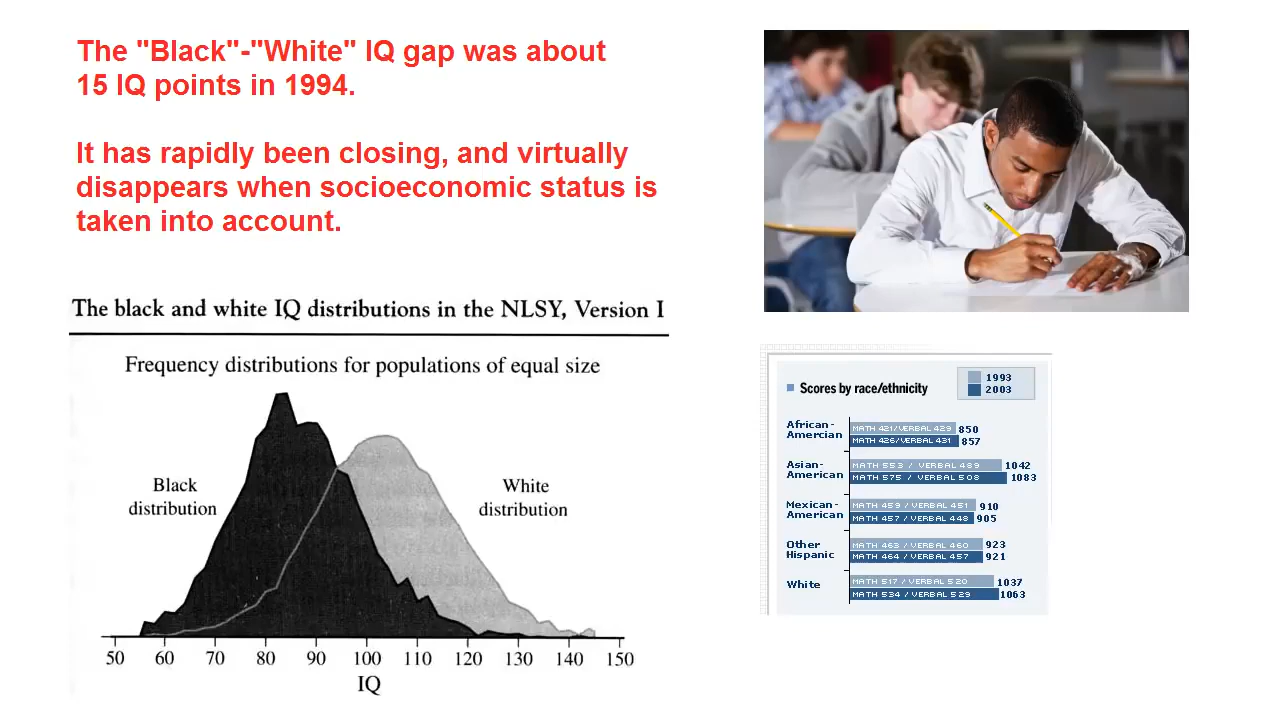 The "Black"-"White" IQ gap was about
15 IQ points in 1994.
It has rapidly been closing, and virtually
disappears when socioeconomic status is
taken into account.
The black and white IQ distributions in the NLSY, Version I
Frequency distributions for populations of equal size
Black
distribution
White
distribution
50 60 70 80 90 100 110 120 130 140 150
IQ
Scores by race/ethnicity
1993
2003
African-
Amercian
MATH 421/VERBAL 429 850
MATH 426/VERBAL 431 857
Asian-
American
MATH 553 / VERBAL 489 1042
MATH 575 / VERBAL 508 1083
Mexican-
American
MATH 459 / VERBAL 451 910
MATH 457 / VERBAL 448 905
Other
Hispanic
MATH 463 / VERBAL 460 923
MATH 464 / VERBAL 457 921
White
MATH 517 / VERBAL 520 1037
MATH 534 / VERBAL 529 1063